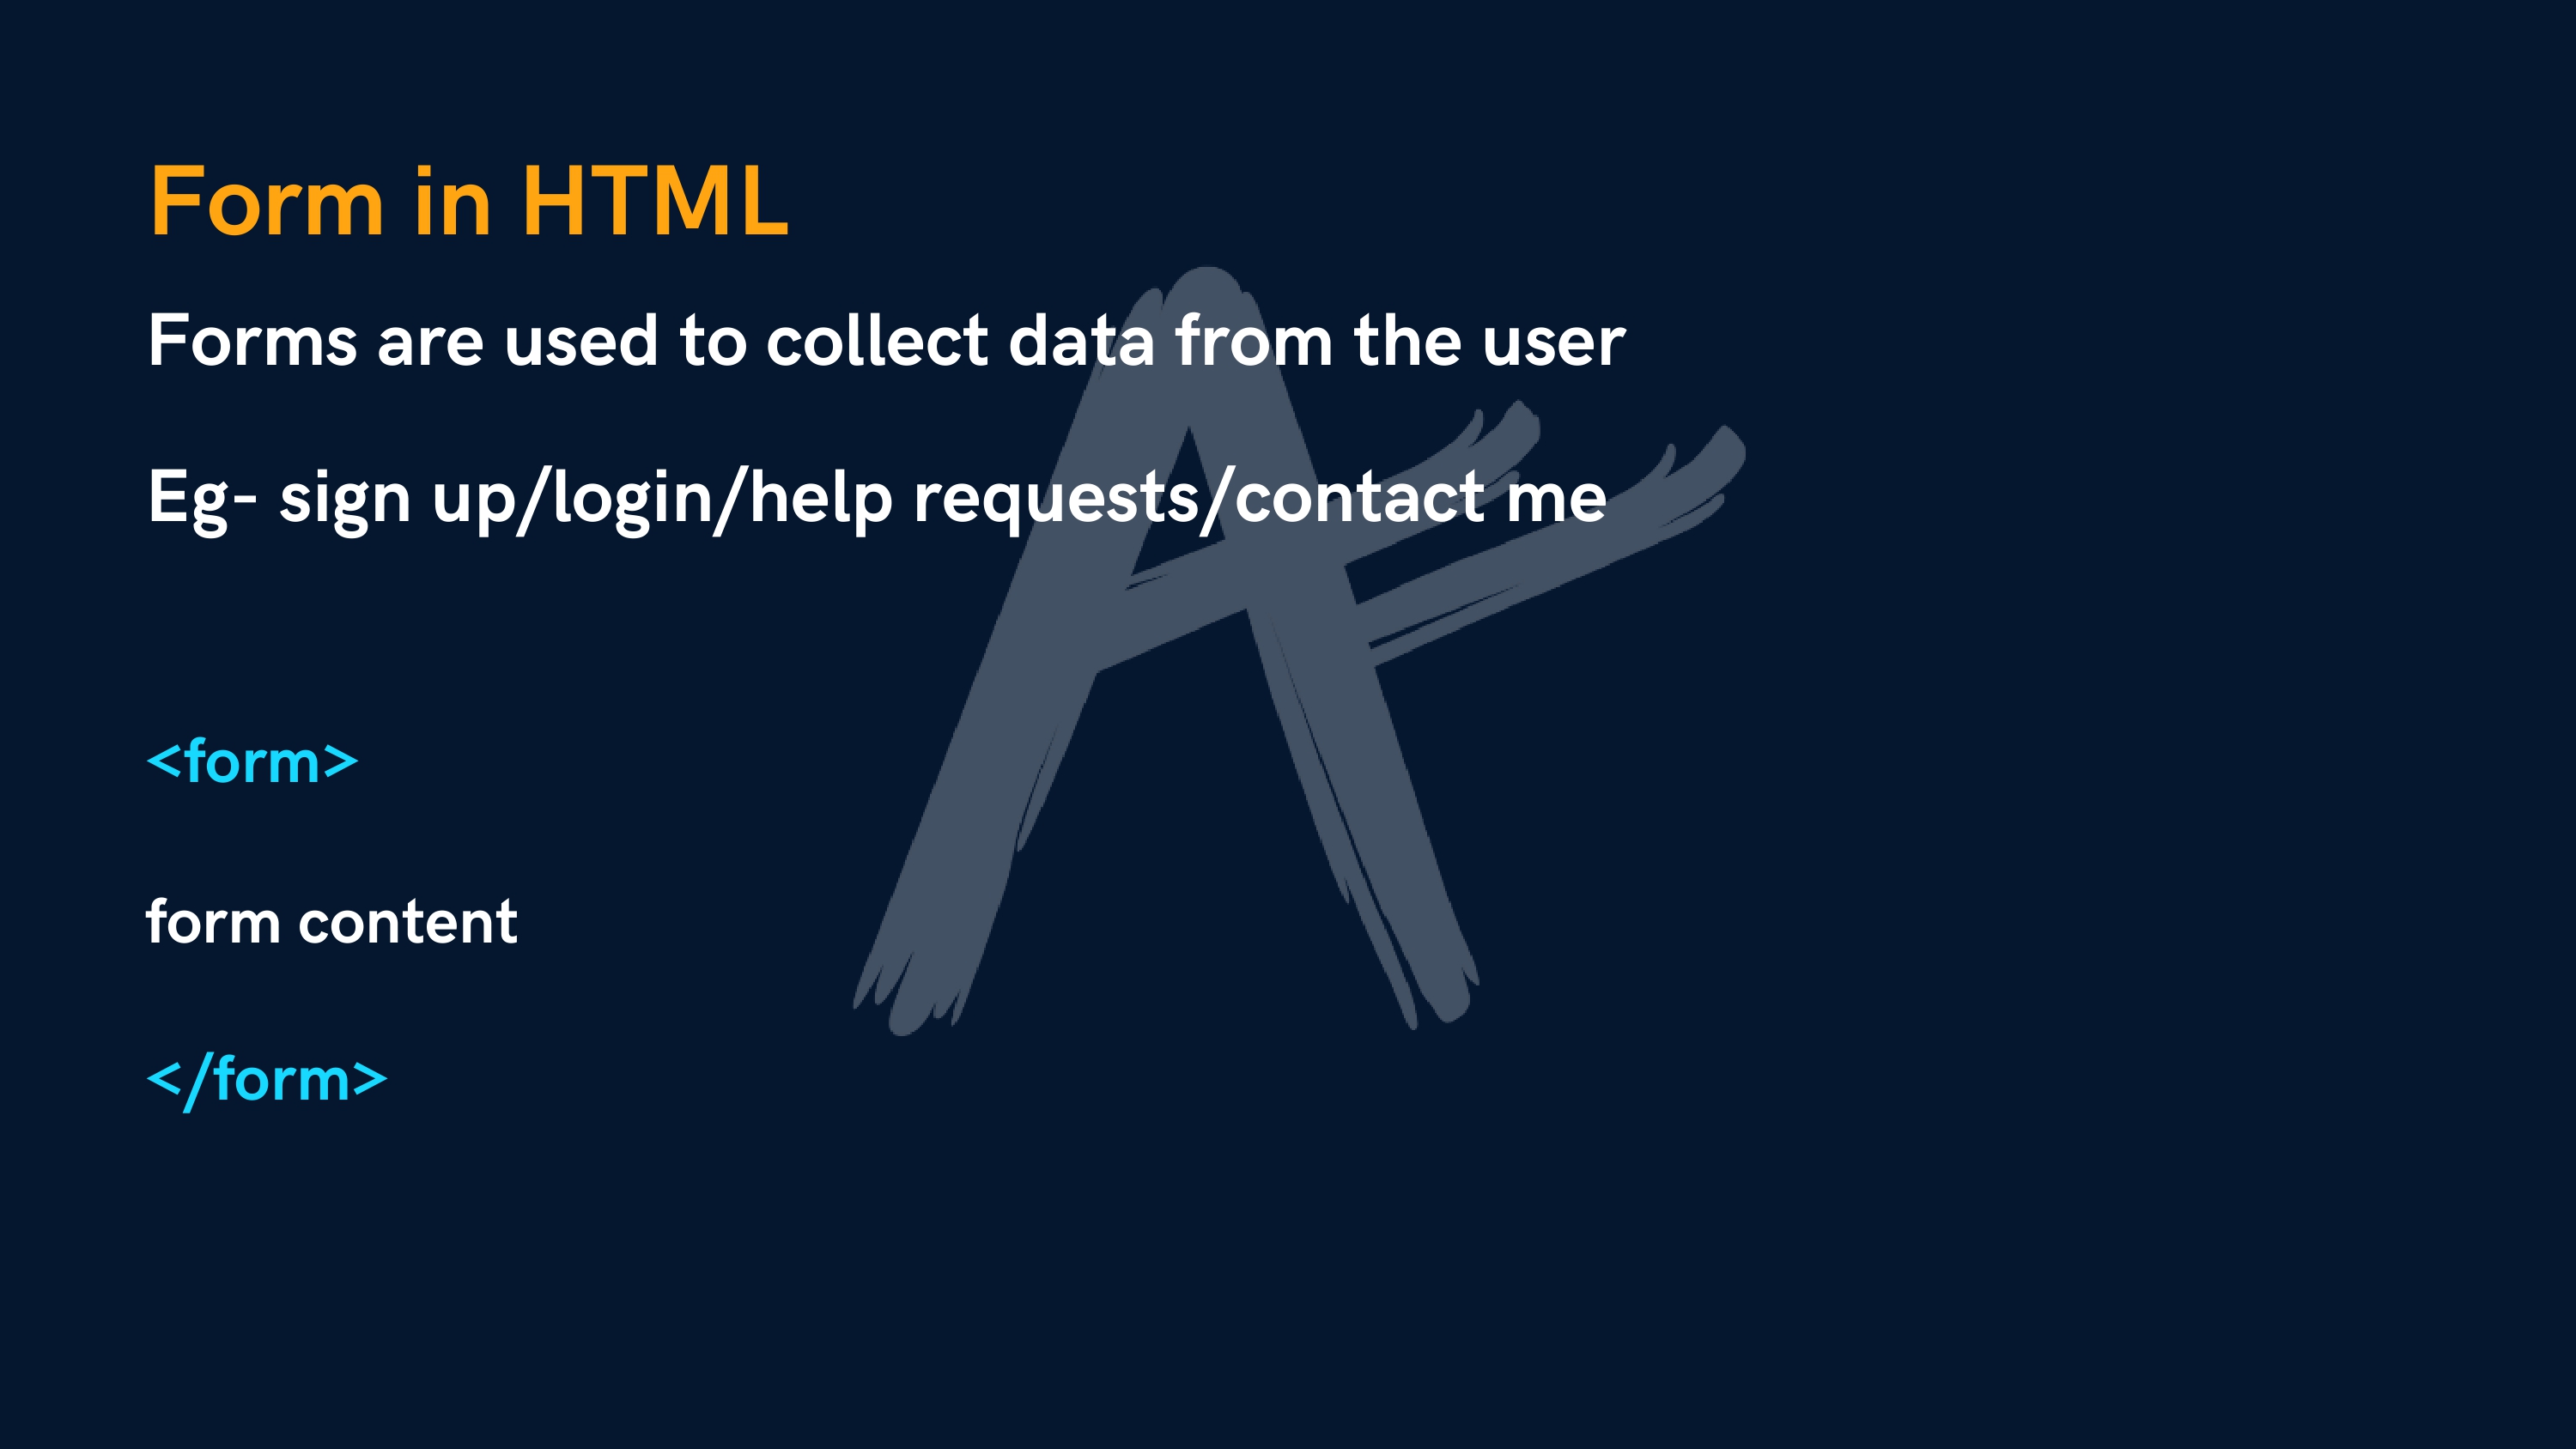 Form in HTML
Forms are used to collect data from the user
Eg- sign up/login/help requests/contact me
<form>
form content
</form>